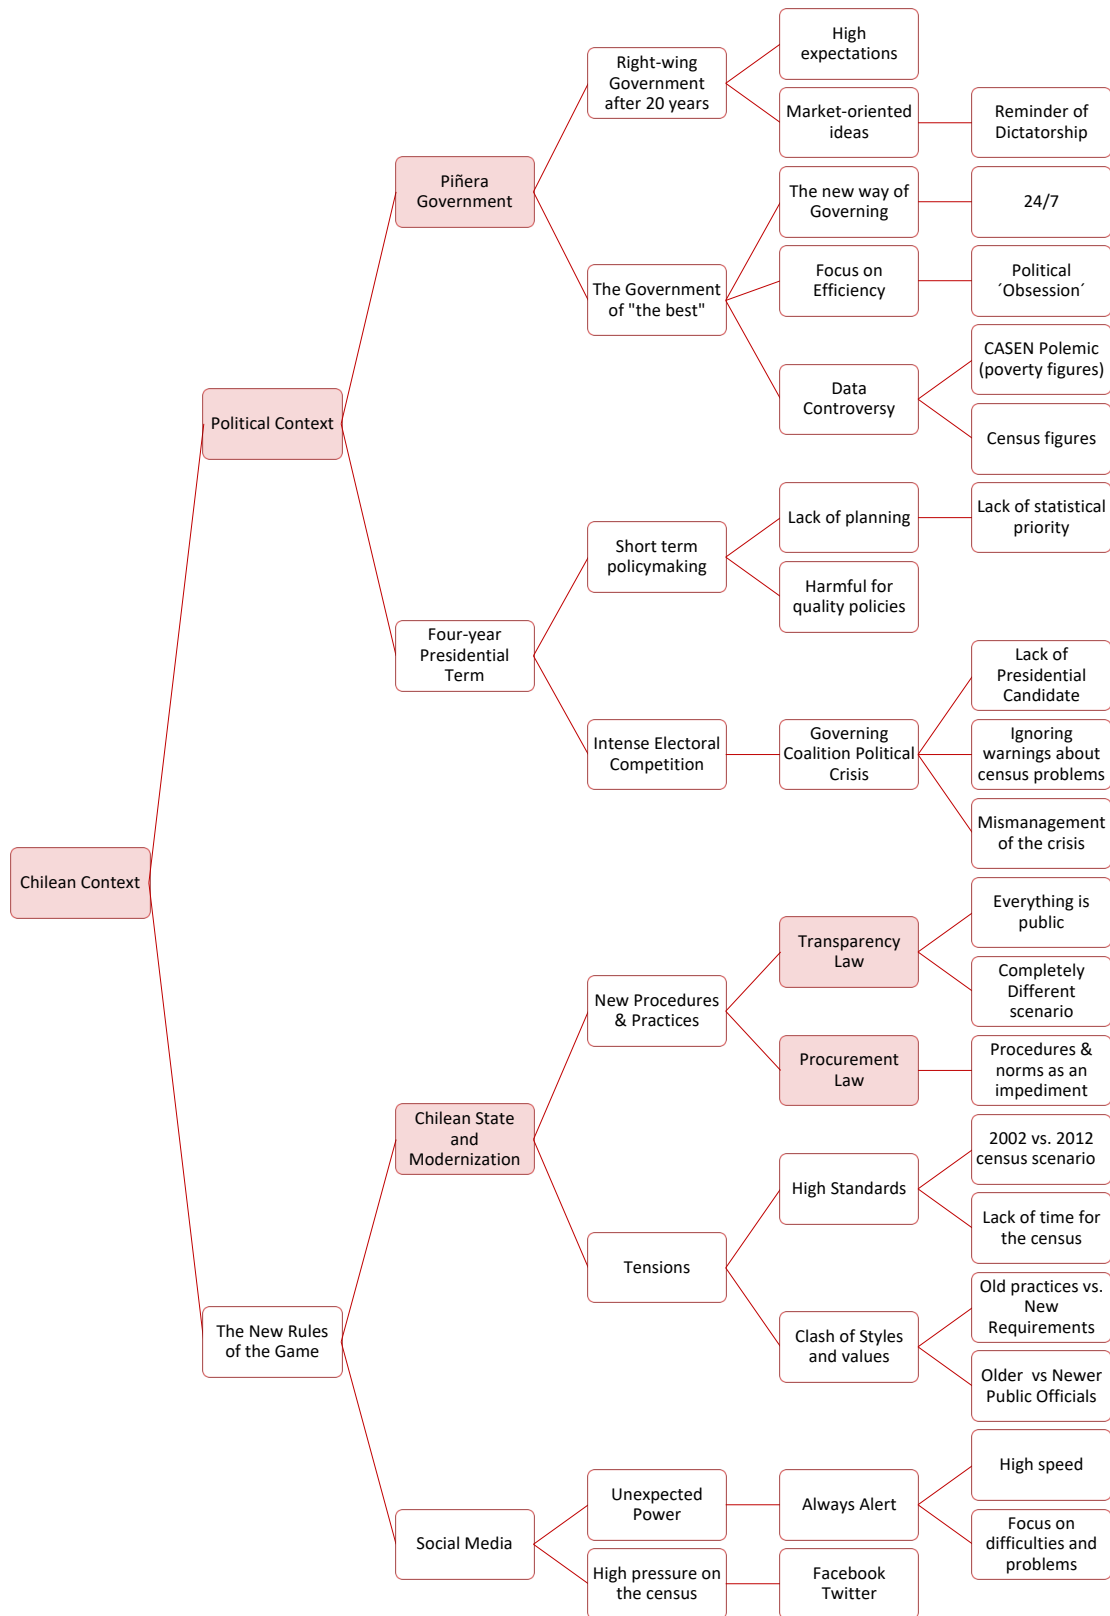 High
expectations
Right-wing
Government
after 20 years
Market-oriented
ideas
Reminder of
Dictatorship
Piñera
Government
The new way of
Governing
24/7
The Government
of "the best"
Focus on
Efficiency
Political
´Obsession´
Data
Controversy
CASEN Polemic
(poverty figures)
Census figures
Political Context
Short term
policymaking
Lack of planning
Lack of statistical
priority
Harmful for
quality policies
Four-year
Presidential
Term
Intense Electoral
Competition
Governing
Coalition Political
Crisis
Lack of
Presidential
Candidate
Ignoring
warnings about
census problems
Mismanagement
of the crisis
Chilean Context
New Procedures
& Practices
Transparency
Law
Everything is
public
Completely
Different
scenario
Procurement
Law
Procedures &
norms as an
impediment
Chilean State
and
Modernization
Tensions
High Standards
2002 vs. 2012
census scenario
Lack of time for
the census
Clash of Styles
and values
Old practices vs.
New
Requirements
Older  vs Newer
Public Officials
The New Rules
of the Game
Social Media
Unexpected
Power
Always Alert
High speed
Focus on
difficulties and
problems
High pressure on
the census
Facebook
Twitter